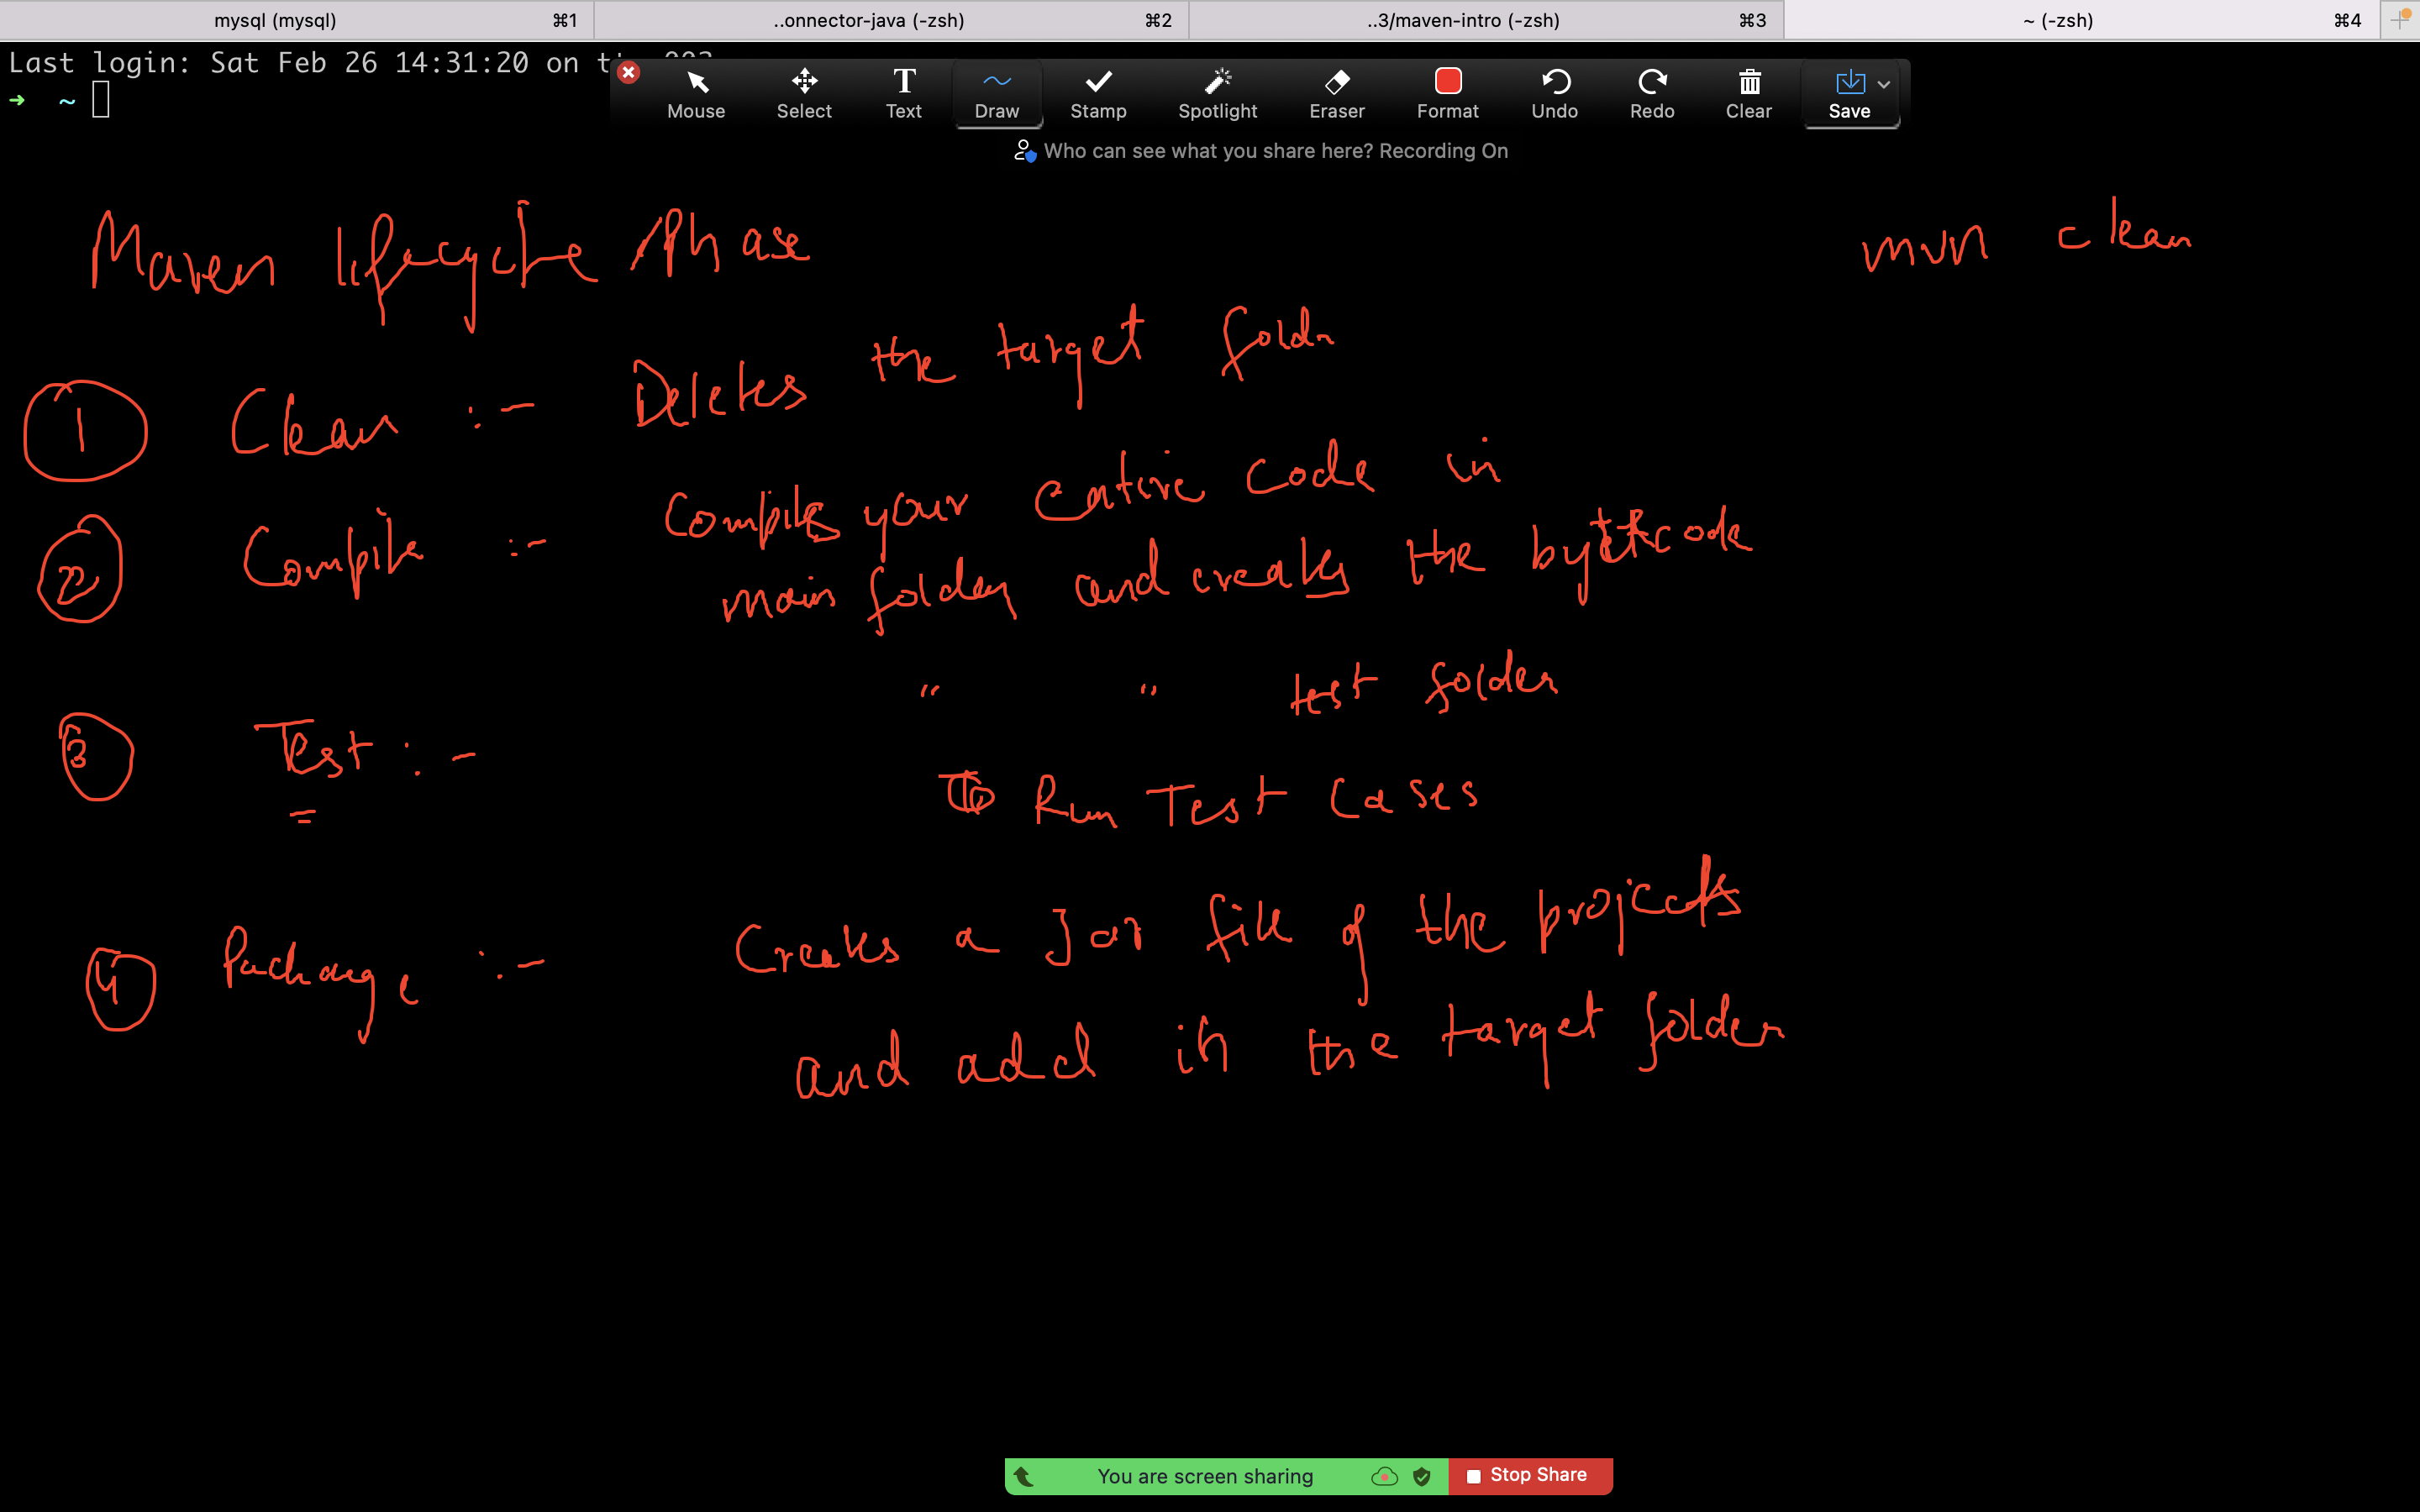 mysql (mysql) ⌘1 ..onnector-java (-zsh) ⌘2 ..3/maven-intro (-zsh) ⌘3 ~ (-zsh) ⌘4
Last login: Sat Feb 26 14:31:20 on
➜ ~
Mouse Select Text Draw Stamp Spotlight Eraser Format Undo Redo Clear Save
Who can see what you share here? Recording On
Maven lifecycle Phase
mvn clean
1 Clean :- Deletes the target folder
2 Compile :- Compiles your entire code in
main folder and creates the bytecode
" " test folder
3 Test :-
To Run Test Cases
4 Package :- Creates a Jar file of the projects
and add in the target folder
You are screen sharing Stop Share